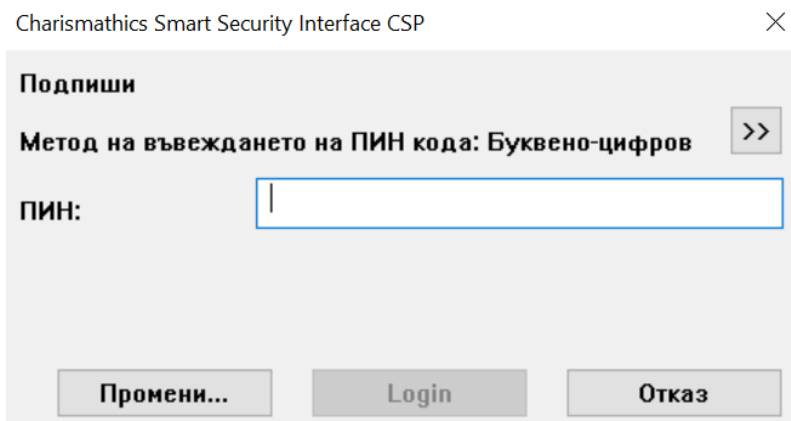 Charismathics Smart Security Interface CSP
Подпиши
Метод на въвеждането на ПИН кода: Буквено-цифров >>
ПИН:
Промени... Login Отказ